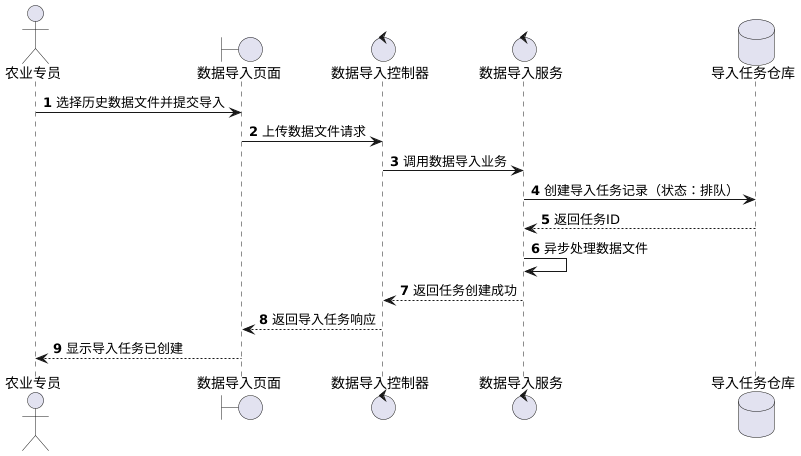 农业专员
数据导入页面
数据导入控制器
数据导入服务
导入任务仓库
1 选择历史数据文件并提交导入
2 上传数据文件请求
3 调用数据导入业务
4 创建导入任务记录（状态：排队）
5 返回任务ID
6 异步处理数据文件
7 返回任务创建成功
8 返回导入任务响应
9 显示导入任务已创建
农业专员
数据导入页面
数据导入控制器
数据导入服务
导入任务仓库